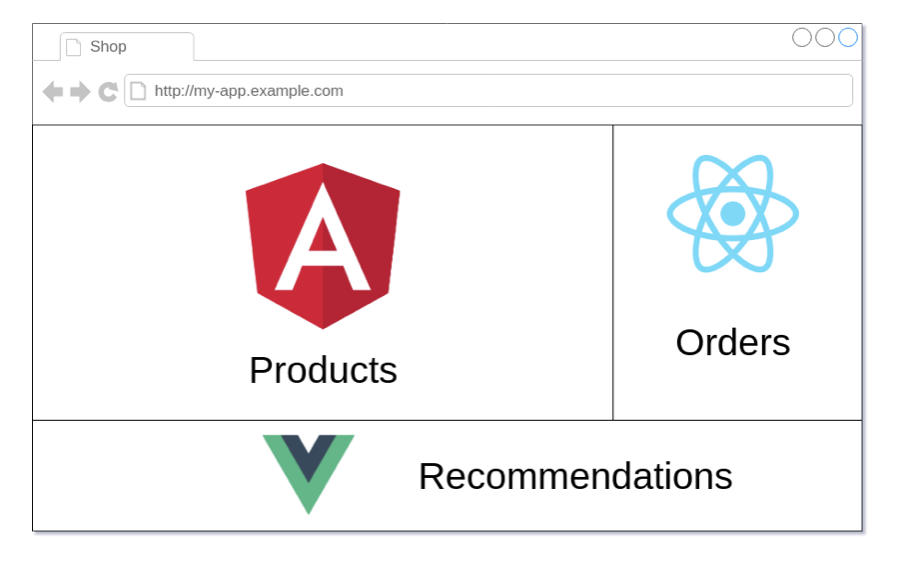 Shop
http://my-app.example.com
A
Products
Orders
Recommendations